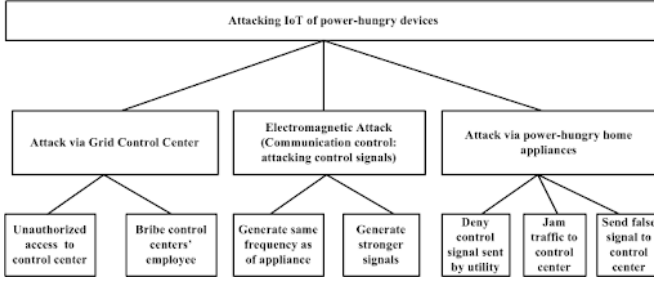 Attacking IoT of power-hungry devices
Attack via Grid Control Center
Electromagnetic Attack
(Communication control:
attacking control signals)
Attack via power-hungry home
appliances
Unauthorized
access to
control center
Bribe control
centers'
employee
Generate same
frequency as
of appliance
Generate
stronger
signals
Deny
control
signal sent
by utility
Jam
traffic to
control
center
Send false
signal to
control
center